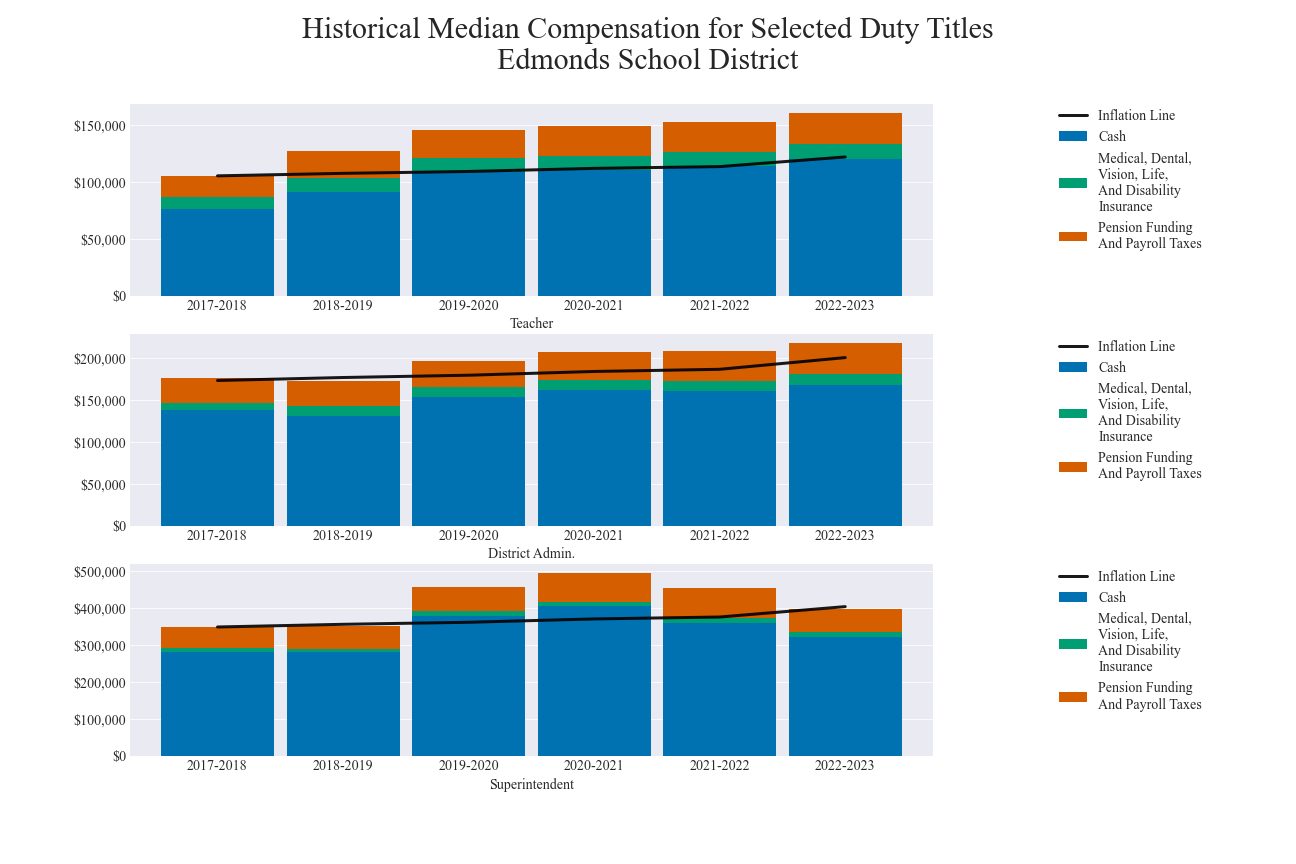 Historical Median Compensation for Selected Duty Titles
Edmonds School District
$150,000
$100,000
$50,000
$0
2017-2018 2018-2019 2019-2020 2020-2021 2021-2022 2022-2023
Teacher
Inflation Line
Cash
Medical, Dental,
Vision, Life,
And Disability
Insurance
Pension Funding
And Payroll Taxes
$200,000
$150,000
$100,000
$50,000
$0
2017-2018 2018-2019 2019-2020 2020-2021 2021-2022 2022-2023
District Admin.
Inflation Line
Cash
Medical, Dental,
Vision, Life,
And Disability
Insurance
Pension Funding
And Payroll Taxes
$500,000
$400,000
$300,000
$200,000
$100,000
$0
2017-2018 2018-2019 2019-2020 2020-2021 2021-2022 2022-2023
Superintendent
Inflation Line
Cash
Medical, Dental,
Vision, Life,
And Disability
Insurance
Pension Funding
And Payroll Taxes